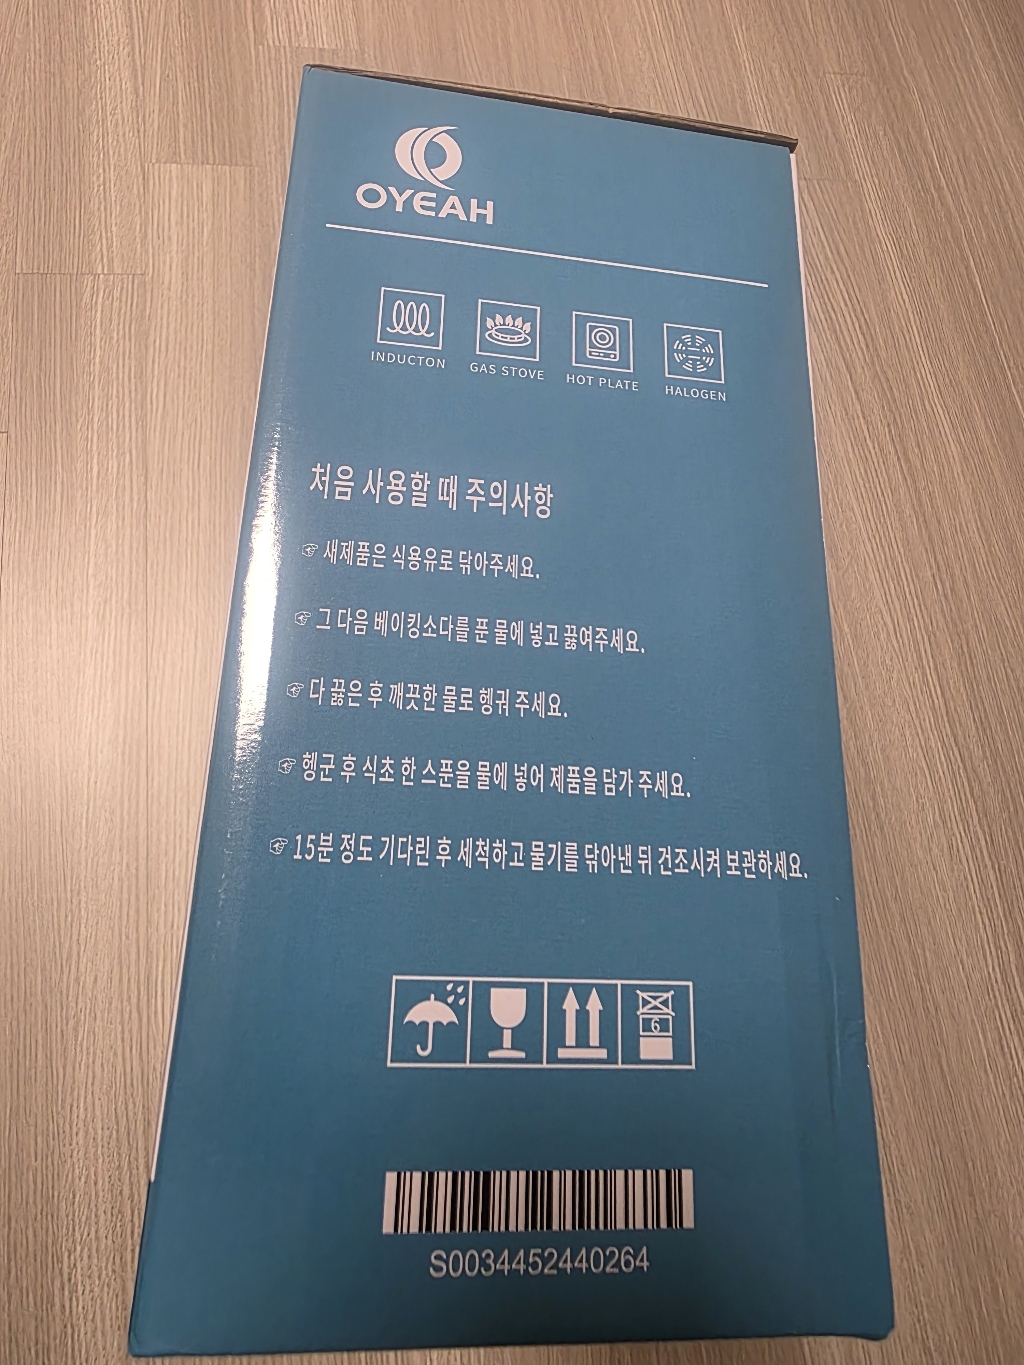 OYEAH
INDUCTON GAS STOVE HOT PLATE HALOGEN
처음 사용할 때 주의사항
☞ 새제품은 식용유로 닦아주세요.
☞ 그 다음 베이킹소다를 푼 물에 넣고 끓여주세요.
☞ 다 끓은 후 깨끗한 물로 헹궈 주세요.
☞ 헹군 후 식초 한 스푼을 물에 넣어 제품을 담가 주세요.
☞ 15분 정도 기다린 후 세척하고 물기를 닦아낸 뒤 건조시켜 보관하세요.
6
S0034452440264